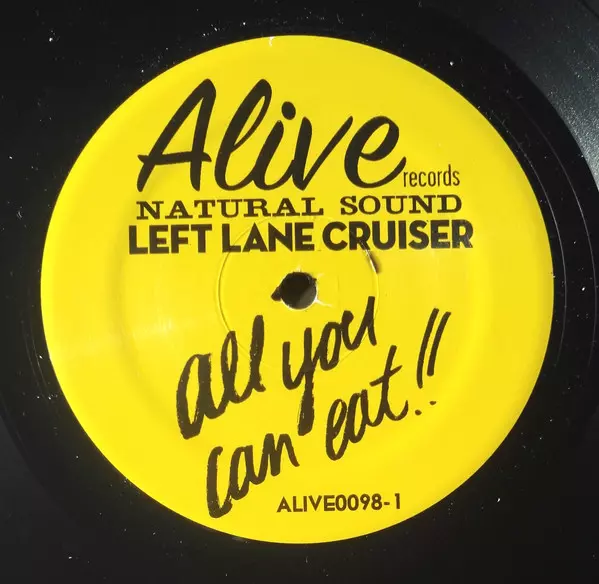 Alive
records
NATURAL SOUND
LEFT LANE CRUISER
all you
can eat!!
ALIVE0098-1